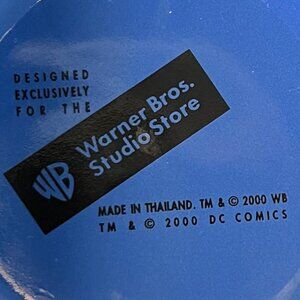 DESIGNED
EXCLUSIVELY
FOR THE
Warner Bros.
Studio Store
WB
MADE IN THAILAND. TM & © 2000 WB
TM & © 2000 DC COMICS